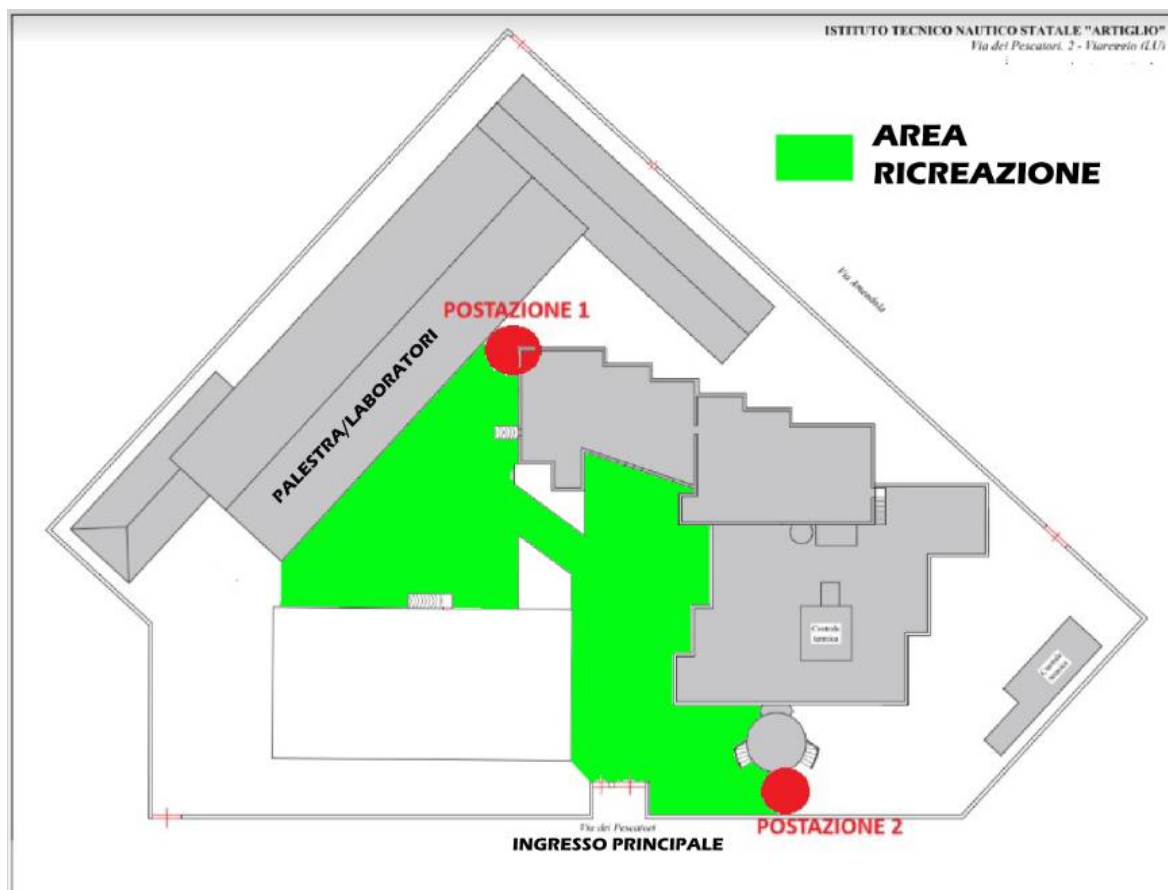 ISTITUTO TECNICO NAUTICO STATALE "ARTIGLIO"
Via dei Pescatori, 2 - Viareggio (LU)
AREA
RICREAZIONE
Via Amendola
POSTAZIONE 1
PALESTRA/LABORATORI
Centrale
termica
POSTAZIONE 2
Via dei Pescatori
INGRESSO PRINCIPALE